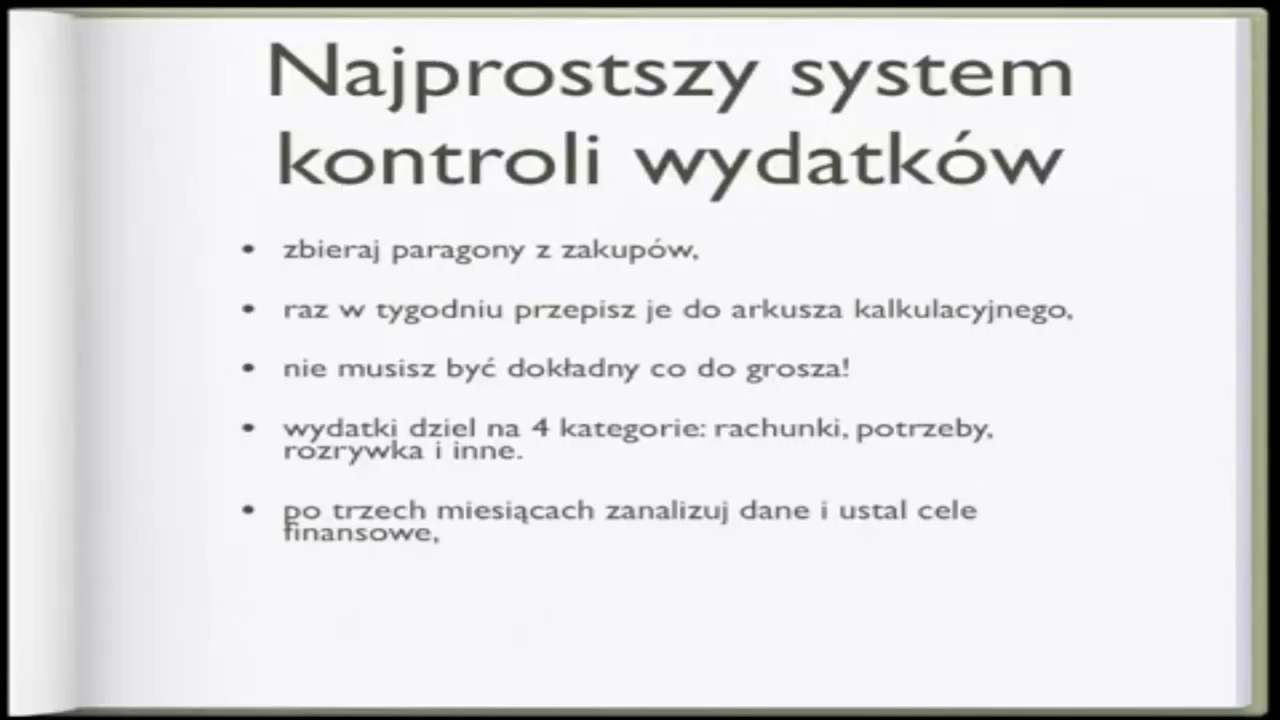 Najprostszy system
kontroli wydatków
• zbieraj paragony z zakupów,
• raz w tygodniu przepisz je do arkusza kalkulacyjnego,
• nie musisz być dokładny co do grosza!
• wydatki dziel na 4 kategorie: rachunki, potrzeby,
rozrywka i inne.
• po trzech miesiącach zanalizuj dane i ustal cele
finansowe,